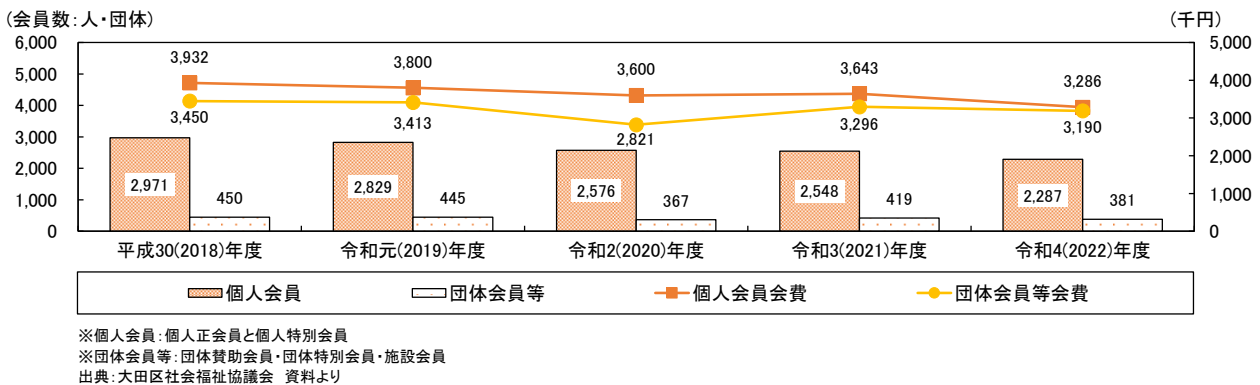 (会員数:人・団体)
(千円)
6,000
5,000
4,000
3,000
2,000
1,000
0
3,932
3,800
3,600
3,643
3,286
3,450
3,413
2,821
3,296
3,190
2,971
450
2,829
445
2,576
367
2,548
419
2,287
381
5,000
4,000
3,000
2,000
1,000
0
平成30(2018)年度
令和元(2019)年度
令和2(2020)年度
令和3(2021)年度
令和4(2022)年度
個人会員
団体会員等
個人会員会費
団体会員等会費
※個人会員:個人正会員と個人特別会員
※団体会員等:団体賛助会員・団体特別会員・施設会員
出典:大田区社会福祉協議会 資料より